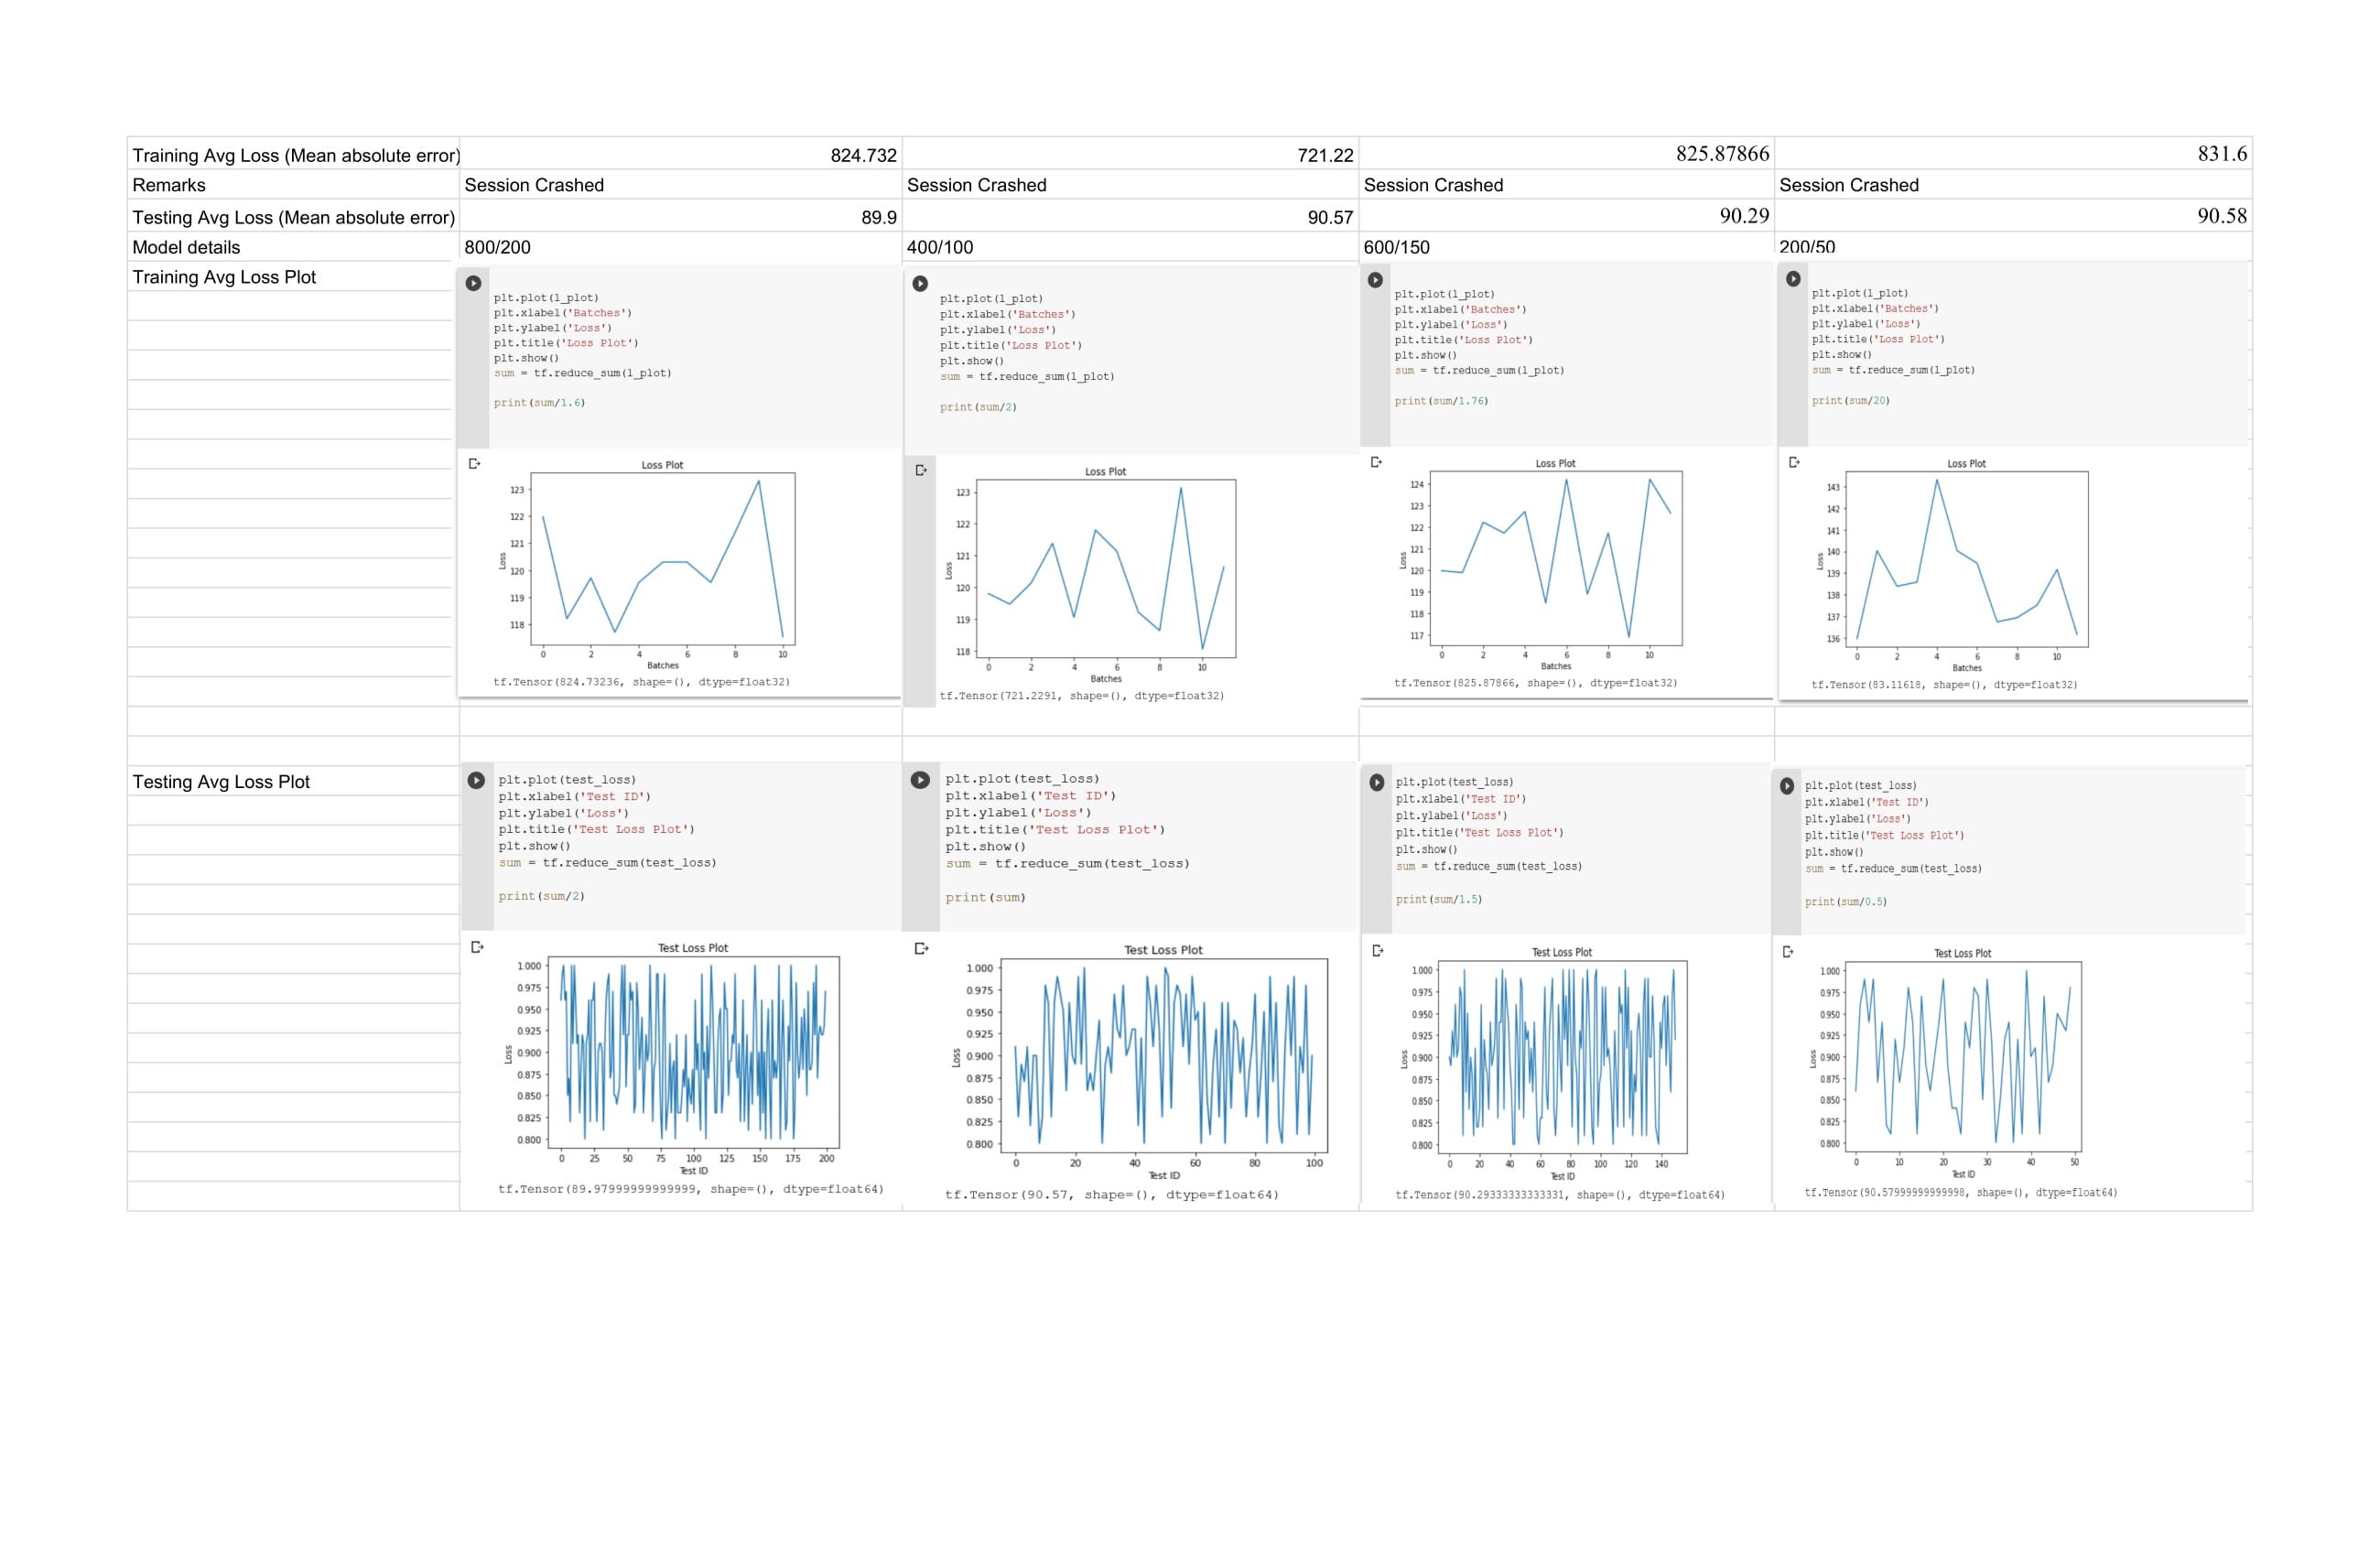 Training Avg Loss (Mean absolute error) 824.732 721.22 825.87866 831.6
Remarks Session Crashed Session Crashed Session Crashed Session Crashed
Testing Avg Loss (Mean absolute error) 89.9 90.57 90.29 90.58
Model details 800/200 400/100 600/150 200/50
Training Avg Loss Plot
plt.plot(l_plot)
plt.xlabel('Batches')
plt.ylabel('Loss')
plt.title('Loss Plot')
plt.show()
sum = tf.reduce_sum(l_plot)
print(sum/1.6)
Loss Plot
123
122
121
120
119
118
Loss
0 2 4 6 8 10
Batches
tf.Tensor(824.73236, shape=(), dtype=float32)
plt.plot(l_plot)
plt.xlabel('Batches')
plt.ylabel('Loss')
plt.title('Loss Plot')
plt.show()
sum = tf.reduce_sum(l_plot)
print(sum/2)
Loss Plot
123
122
121
120
119
118
Loss
0 2 4 6 8 10
Batches
tf.Tensor(721.2291, shape=(), dtype=float32)
plt.plot(l_plot)
plt.xlabel('Batches')
plt.ylabel('Loss')
plt.title('Loss Plot')
plt.show()
sum = tf.reduce_sum(l_plot)
print(sum/1.76)
Loss Plot
124
123
122
121
120
119
118
117
Loss
0 2 4 6 8 10
Batches
tf.Tensor(825.87866, shape=(), dtype=float32)
plt.plot(l_plot)
plt.xlabel('Batches')
plt.ylabel('Loss')
plt.title('Loss Plot')
plt.show()
sum = tf.reduce_sum(l_plot)
print(sum/20)
Loss Plot
143
142
141
140
139
138
137
136
Loss
0 2 4 6 8 10
Batches
tf.Tensor(83.11618, shape=(), dtype=float32)
Testing Avg Loss Plot
plt.plot(test_loss)
plt.xlabel('Test ID')
plt.ylabel('Loss')
plt.title('Test Loss Plot')
plt.show()
sum = tf.reduce_sum(test_loss)
print(sum/2)
Test Loss Plot
1.000
0.975
0.950
0.925
0.900
0.875
0.850
0.825
0.800
Loss
0 25 50 75 100 125 150 175 200
Test ID
tf.Tensor(89.97999999999999, shape=(), dtype=float64)
plt.plot(test_loss)
plt.xlabel('Test ID')
plt.ylabel('Loss')
plt.title('Test Loss Plot')
plt.show()
sum = tf.reduce_sum(test_loss)
print(sum)
Test Loss Plot
1.000
0.975
0.950
0.925
0.900
0.875
0.850
0.825
0.800
Loss
0 20 40 60 80 100
Test ID
tf.Tensor(90.57, shape=(), dtype=float64)
plt.plot(test_loss)
plt.xlabel('Test ID')
plt.ylabel('Loss')
plt.title('Test Loss Plot')
plt.show()
sum = tf.reduce_sum(test_loss)
print(sum/1.5)
Test Loss Plot
1.000
0.975
0.950
0.925
0.900
0.875
0.850
0.825
0.800
Loss
0 20 40 60 80 100 120 140
Test ID
tf.Tensor(90.29333333333331, shape=(), dtype=float64)
plt.plot(test_loss)
plt.xlabel('Test ID')
plt.ylabel('Loss')
plt.title('Test Loss Plot')
plt.show()
sum = tf.reduce_sum(test_loss)
print(sum/0.5)
Test Loss Plot
1.000
0.975
0.950
0.925
0.900
0.875
0.850
0.825
0.800
Loss
0 10 20 30 40 50
Test ID
tf.Tensor(90.57999999999998, shape=(), dtype=float64)